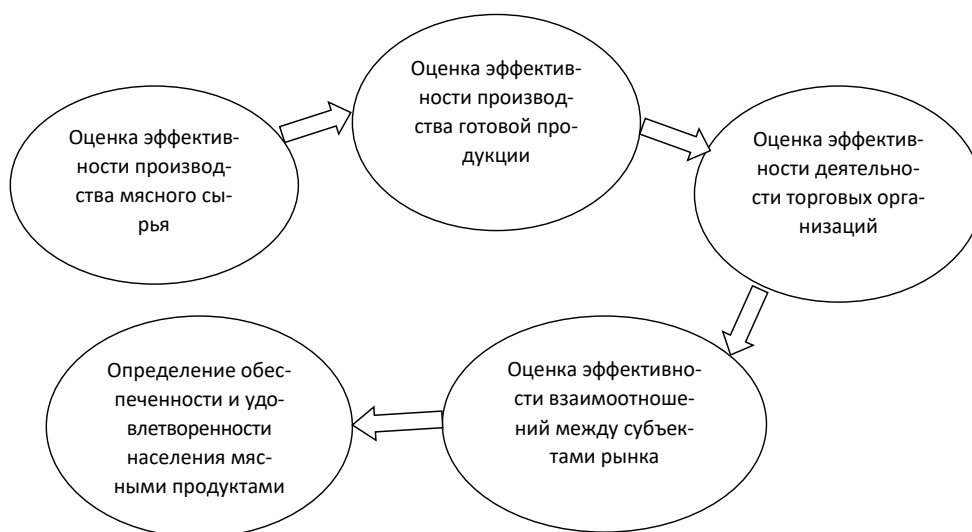 Оценка эффектив-
ности производ-
ства мясного сы-
рья
Оценка эффектив-
ности производ-
ства готовой про-
дукции
Оценка эффектив-
ности деятельно-
сти торговых орга-
низаций
Оценка эффективно-
сти взаимоотноше-
ний между субъек-
тами рынка
Определение обес-
печенности и удо-
влетворенности
населения мяс-
ными продуктами